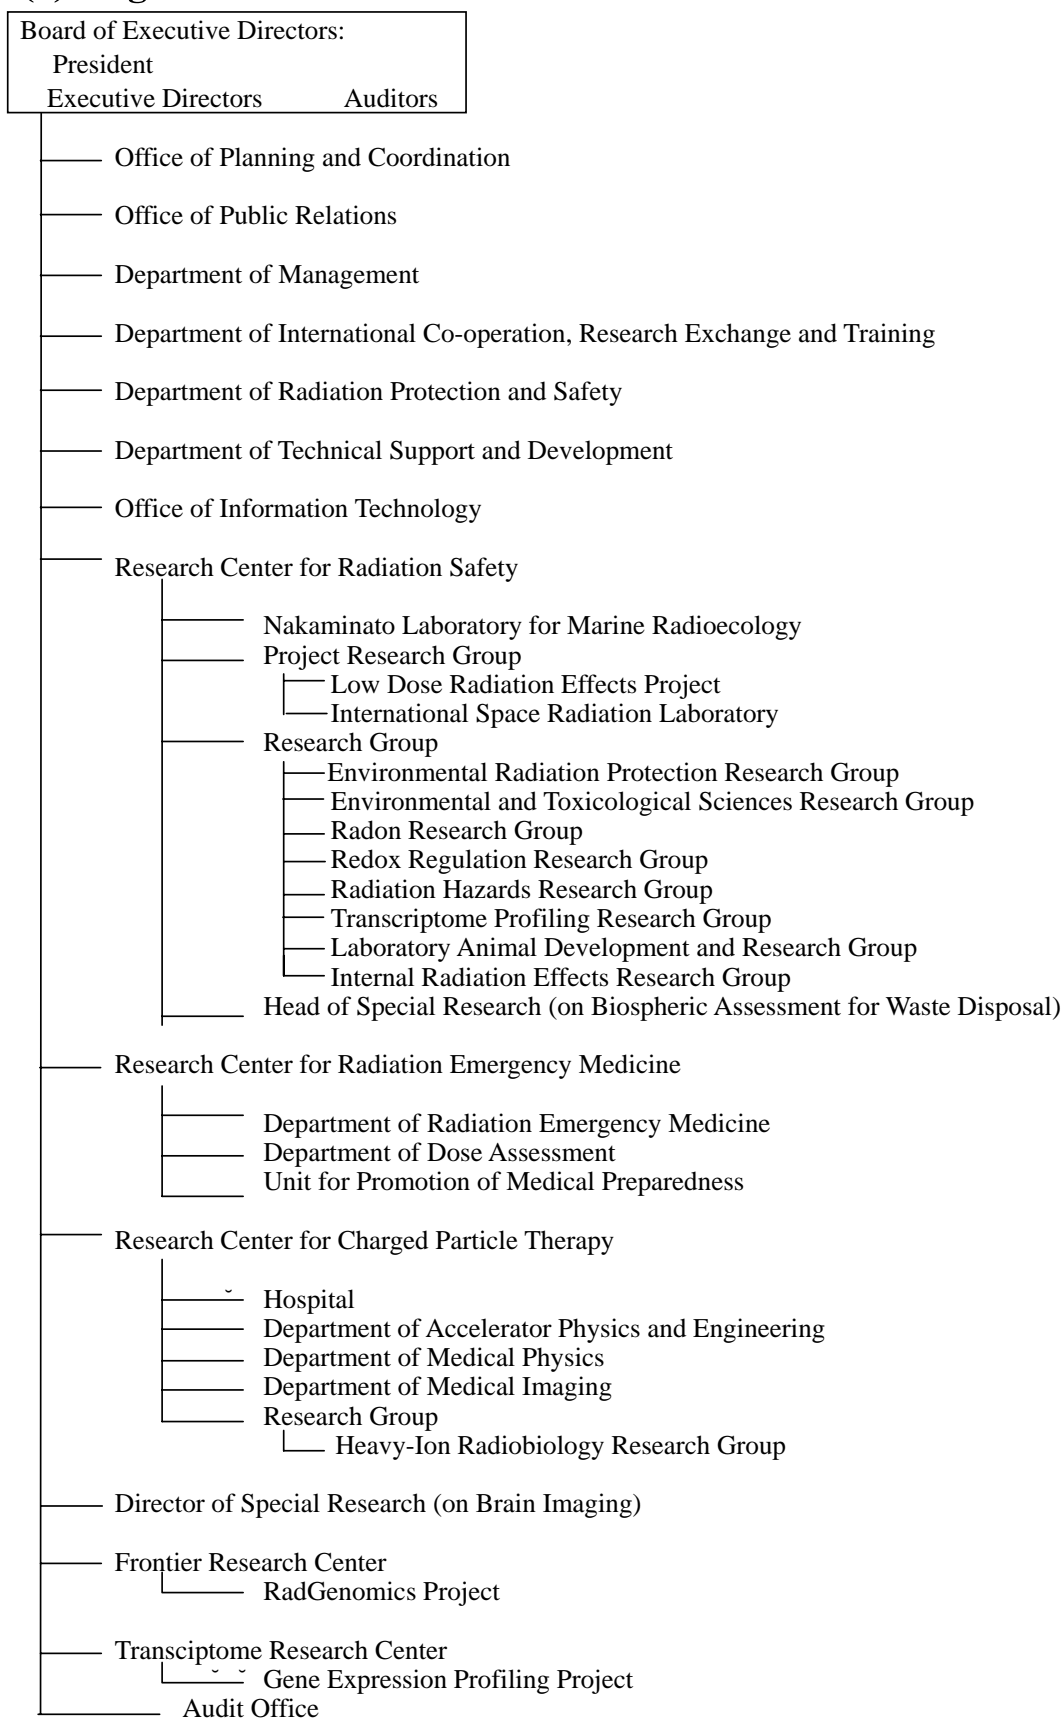 Board of Executive Directors:
President
Executive Directors Auditors
Office of Planning and Coordination
Office of Public Relations
Department of Management
Department of International Co-operation, Research Exchange and Training
Department of Radiation Protection and Safety
Department of Technical Support and Development
Office of Information Technology
Research Center for Radiation Safety
Nakaminato Laboratory for Marine Radioecology
Project Research Group
Low Dose Radiation Effects Project
International Space Radiation Laboratory
Research Group
Environmental Radiation Protection Research Group
Environmental and Toxicological Sciences Research Group
Radon Research Group
Redox Regulation Research Group
Radiation Hazards Research Group
Transcriptome Profiling Research Group
Laboratory Animal Development and Research Group
Internal Radiation Effects Research Group
Head of Special Research (on Biospheric Assessment for Waste Disposal)
Research Center for Radiation Emergency Medicine
Department of Radiation Emergency Medicine
Department of Dose Assessment
Unit for Promotion of Medical Preparedness
Research Center for Charged Particle Therapy
Hospital
Department of Accelerator Physics and Engineering
Department of Medical Physics
Department of Medical Imaging
Research Group
Heavy-Ion Radiobiology Research Group
Director of Special Research (on Brain Imaging)
Frontier Research Center
RadGenomics Project
Transciptome Research Center
Gene Expression Profiling Project
Audit Office